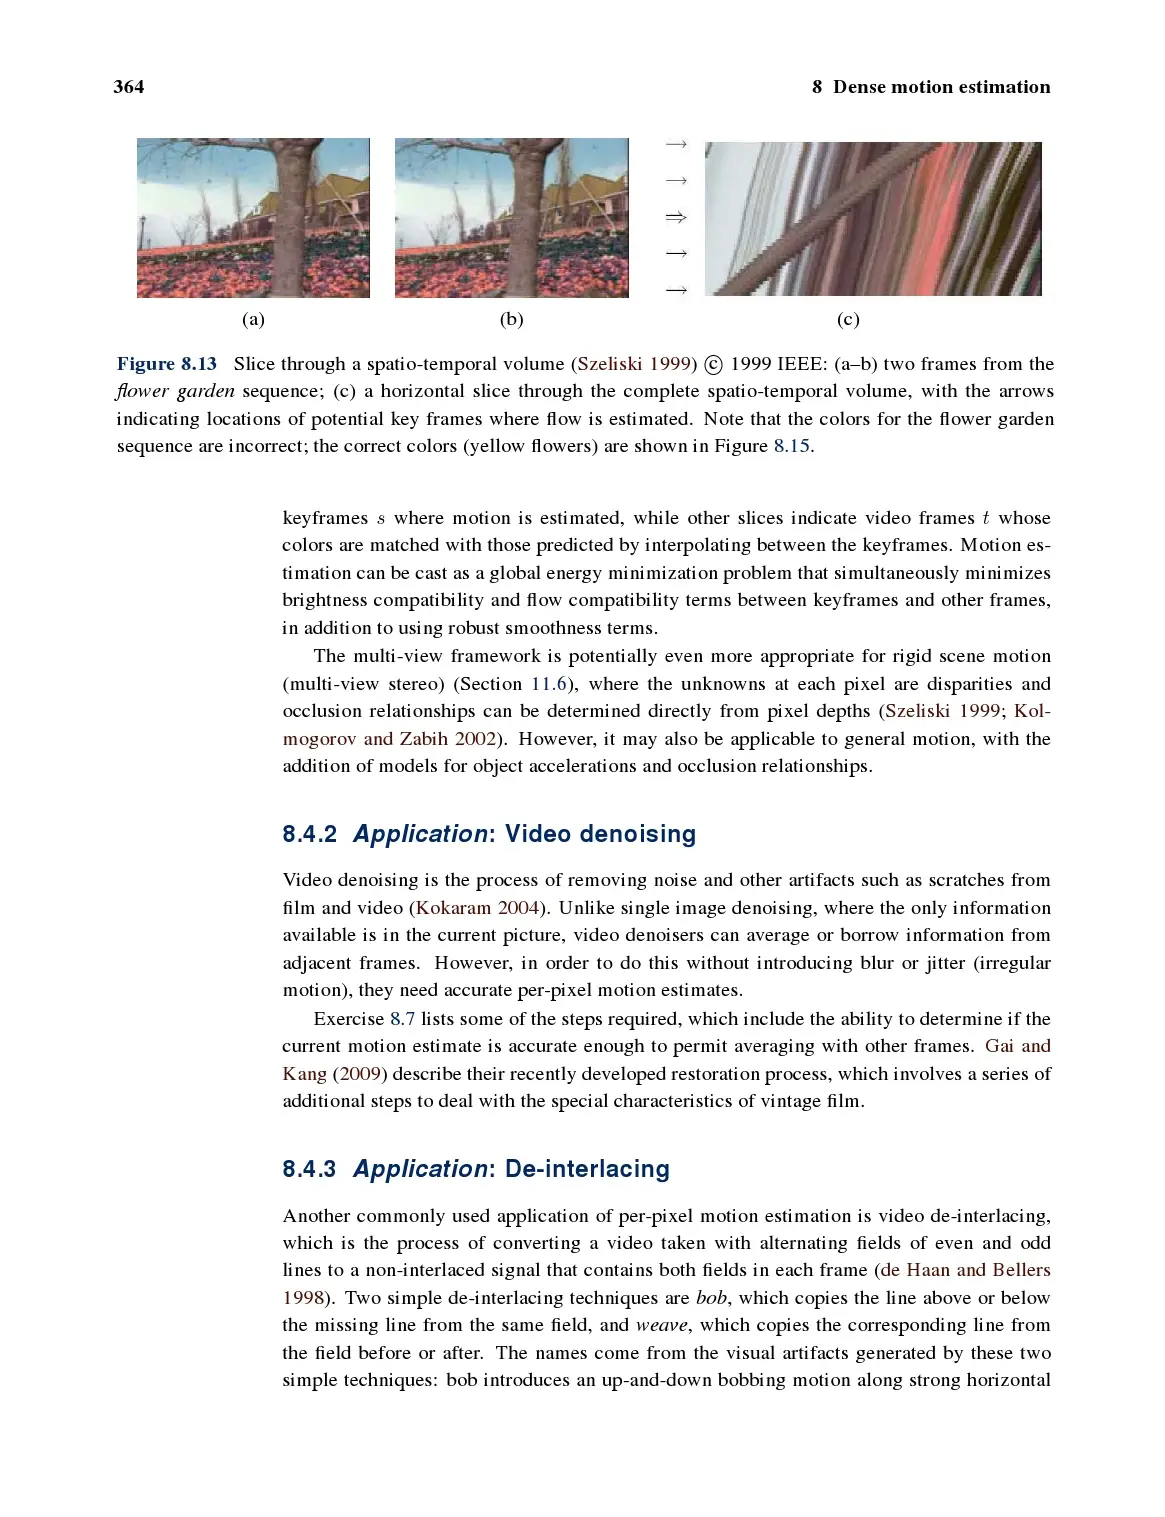 364
8 Dense motion estimation
→
→
⇒
→
→
(a)
(b)
(c)
Figure 8.13 Slice through a spatio-temporal volume (Szeliski 1999) © 1999 IEEE: (a–b) two frames from the
flower garden sequence; (c) a horizontal slice through the complete spatio-temporal volume, with the arrows
indicating locations of potential key frames where flow is estimated. Note that the colors for the flower garden
sequence are incorrect; the correct colors (yellow flowers) are shown in Figure 8.15.
keyframes s where motion is estimated, while other slices indicate video frames t whose
colors are matched with those predicted by interpolating between the keyframes. Motion es-
timation can be cast as a global energy minimization problem that simultaneously minimizes
brightness compatibility and flow compatibility terms between keyframes and other frames,
in addition to using robust smoothness terms.
The multi-view framework is potentially even more appropriate for rigid scene motion
(multi-view stereo) (Section 11.6), where the unknowns at each pixel are disparities and
occlusion relationships can be determined directly from pixel depths (Szeliski 1999; Kol-
mogorov and Zabih 2002). However, it may also be applicable to general motion, with the
addition of models for object accelerations and occlusion relationships.
8.4.2 Application: Video denoising
Video denoising is the process of removing noise and other artifacts such as scratches from
film and video (Kokaram 2004). Unlike single image denoising, where the only information
available is in the current picture, video denoisers can average or borrow information from
adjacent frames. However, in order to do this without introducing blur or jitter (irregular
motion), they need accurate per-pixel motion estimates.
Exercise 8.7 lists some of the steps required, which include the ability to determine if the
current motion estimate is accurate enough to permit averaging with other frames. Gai and
Kang (2009) describe their recently developed restoration process, which involves a series of
additional steps to deal with the special characteristics of vintage film.
8.4.3 Application: De-interlacing
Another commonly used application of per-pixel motion estimation is video de-interlacing,
which is the process of converting a video taken with alternating fields of even and odd
lines to a non-interlaced signal that contains both fields in each frame (de Haan and Bellers
1998). Two simple de-interlacing techniques are bob, which copies the line above or below
the missing line from the same field, and weave, which copies the corresponding line from
the field before or after. The names come from the visual artifacts generated by these two
simple techniques: bob introduces an up-and-down bobbing motion along strong horizontal